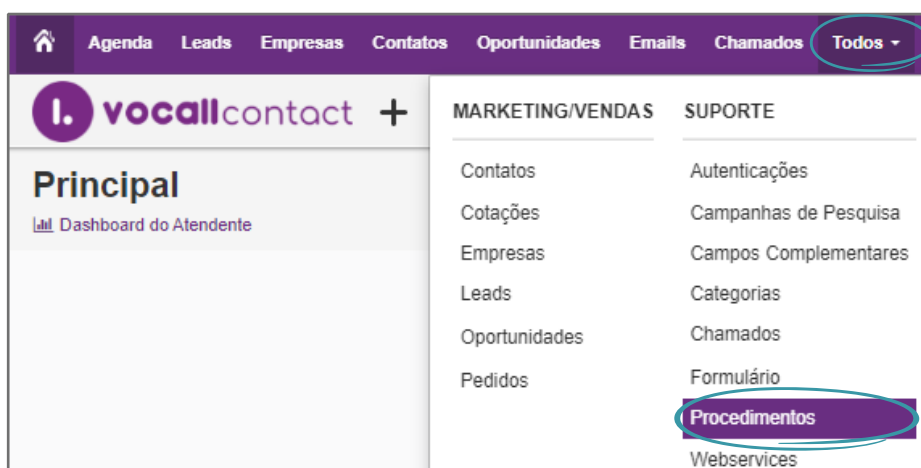 Agenda Leads Empresas Contatos Oportunidades Emails Chamados Todos
l. vocallcontact +
Principal
Dashboard do Atendente
MARKETING/VENDAS
Contatos
Cotações
Empresas
Leads
Oportunidades
Pedidos
SUPORTE
Autenticações
Campanhas de Pesquisa
Campos Complementares
Categorias
Chamados
Formulário
Procedimentos
Webservices